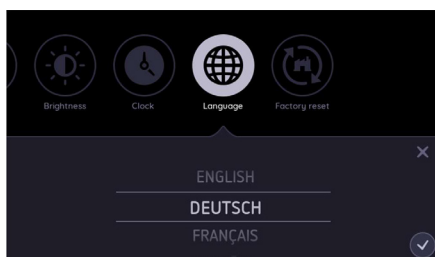 Brightness
Clock
Language
Factory reset
ENGLISH
DEUTSCH
FRANÇAIS